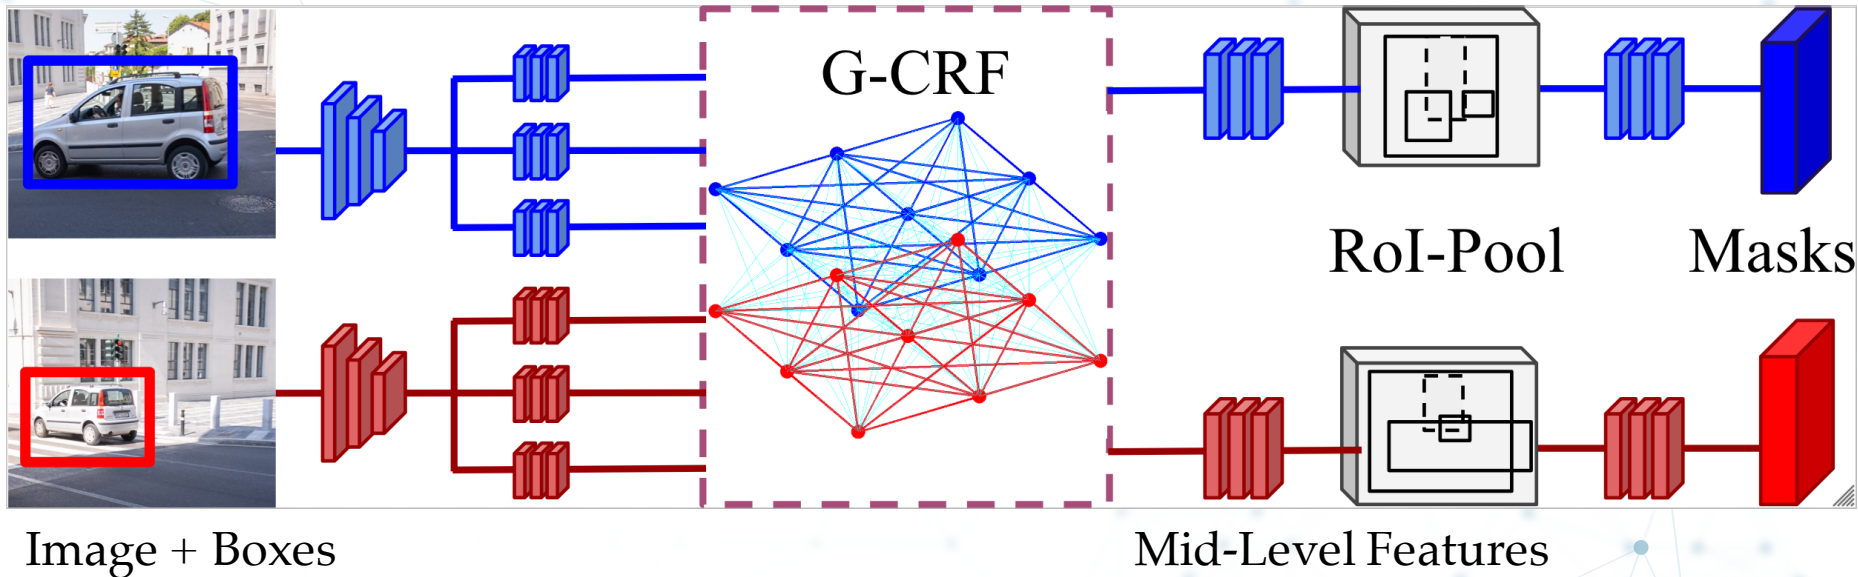 G-CRF
RoI-Pool
Masks
Image + Boxes
Mid-Level Features